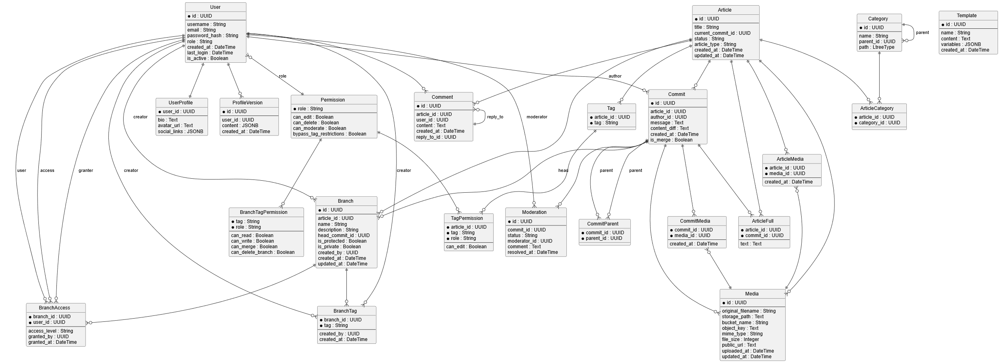 User
id : UUID
username : String
email : String
password_hash : String
role : String
created_at : DateTime
last_login : DateTime
is_active : Boolean
Article
id : UUID
title : String
current_commit_id : UUID
status : String
article_type : String
created_at : DateTime
updated_at : DateTime
Category
id : UUID
name : String
parent_id : UUID
path : LtreeType
parent
Template
id : UUID
name : String
content : Text
variables : JSONB
created_at : DateTime
role
author
UserProfile
user_id : UUID
bio : Text
avatar_url : Text
social_links : JSONB
ProfileVersion
id : UUID
user_id : UUID
content : JSONB
created_at : DateTime
Permission
role : String
can_edit : Boolean
can_delete : Boolean
can_moderate : Boolean
bypass_tag_restrictions : Boolean
Comment
id : UUID
article_id : UUID
user_id : UUID
content : Text
created_at : DateTime
reply_to_id : UUID
reply_to
Tag
article_id : UUID
tag : String
Commit
id : UUID
article_id : UUID
author_id : UUID
message : Text
content_diff : Text
created_at : DateTime
is_merge : Boolean
ArticleCategory
article_id : UUID
category_id : UUID
creator
moderator
ArticleMedia
article_id : UUID
media_id : UUID
created_at : DateTime
user
access
granter
creator
creator
head
parent
parent
BranchTagPermission
tag : String
role : String
can_read : Boolean
can_write : Boolean
can_merge : Boolean
can_delete_branch : Boolean
Branch
id : UUID
article_id : UUID
name : String
description : String
head_commit_id : UUID
is_protected : Boolean
is_private : Boolean
created_by : UUID
created_at : DateTime
updated_at : DateTime
TagPermission
article_id : UUID
tag : String
role : String
can_edit : Boolean
Moderation
id : UUID
commit_id : UUID
status : String
moderator_id : UUID
comment : Text
resolved_at : DateTime
CommitParent
commit_id : UUID
parent_id : UUID
CommitMedia
commit_id : UUID
media_id : UUID
created_at : DateTime
ArticleFull
article_id : UUID
commit_id : UUID
text : Text
BranchAccess
branch_id : UUID
user_id : UUID
access_level : String
granted_by : UUID
granted_at : DateTime
BranchTag
branch_id : UUID
tag : String
created_by : UUID
created_at : DateTime
Media
id : UUID
original_filename : String
storage_path : Text
bucket_name : String
object_key : Text
mime_type : String
file_size : Integer
public_url : Text
uploaded_at : DateTime
updated_at : DateTime